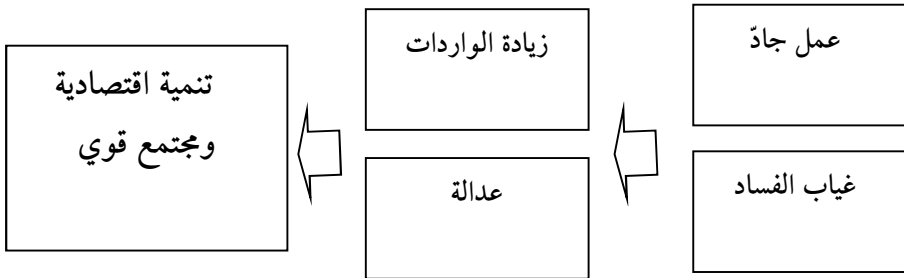 عمل جادّ
غياب الفساد
زيادة الواردات
عدالة
تنمية اقتصادية
ومجتمع قوي